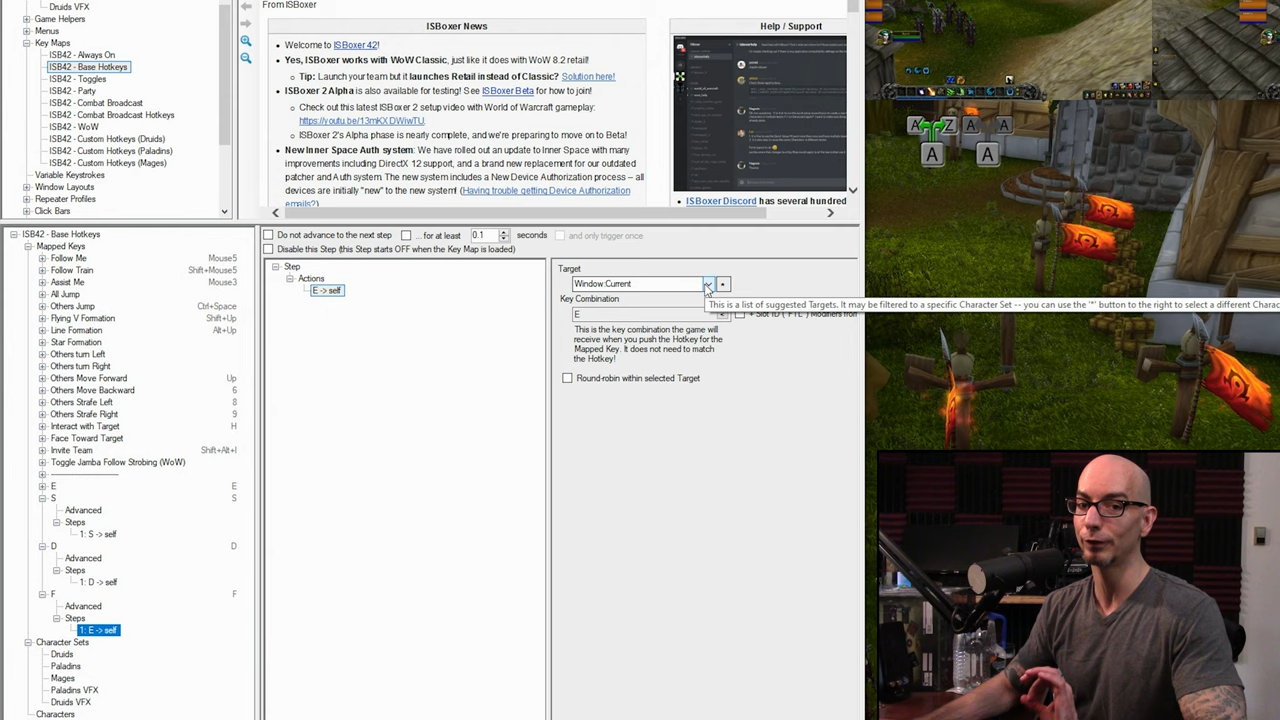 Druids VFX
Game Helpers
Menus
Key Maps
ISB42 - Always On
ISB42 - Base Hotkeys
ISB42 - Toggles
ISB42 - Party
ISB42 - Combat Broadcast
ISB42 - Combat Broadcast Hotkeys
ISB42 - WoW
ISB42 - Custom Hotkeys (Druids)
ISB42 - Custom Hotkeys (Paladins)
ISB42 - Custom Hotkeys (Mages)
Variable Keystrokes
Window Layouts
Repeater Profiles
Click Bars
From ISBoxer
ISBoxer News
Welcome to ISBoxer 42!
Yes, ISBoxer works with WoW Classic, just like it does with WoW 8.2 retail!
Tip: Launch your team but it launches Retail instead of Classic? Solution here!
ISBoxer 2 Alpha is also available for testing! See ISBoxer Beta for how to join!
Check out this latest ISBoxer 2 setup video with World of Warcraft gameplay:
https://youtu.be/13mKXDWiwTU.
ISBoxer 2's Alpha phase is nearly complete, and we're preparing to move on to Beta!
New Inner Space Auth system: We have rolled out an update to Inner Space with many
improvements including DirectX 12 support, and a brand new replacement for our outdated
patcher and Auth system. The new system includes a New Device Authorization process – all
devices are initially "new" to the new system! (Having trouble getting Device Authorization
emails?)
Help / Support
ISBoxer Discord has several hundred
A Z A A
A A
ISB42 - Base Hotkeys
Mapped Keys
Follow Me Mouse5
Follow Train Shift+Mouse5
Assist Me Mouse3
All Jump
Others Jump Ctrl+Space
Flying V Formation Shift+Up
Line Formation Alt+Up
Star Formation
Others turn Left
Others turn Right
Others Move Forward Up
Others Move Backward 6
Others Strafe Left 8
Others Strafe Right 9
Interact with Target H
Face Toward Target
Invite Team Shift+Alt+I
Toggle Jamba Follow Strobing (WoW)
--------------------
E E
S S
Advanced
Steps
1: S -> self
D D
Advanced
Steps
1: D -> self
F F
Advanced
Steps
1: E -> self
Character Sets
Druids
Paladins
Mages
Paladins VFX
Druids VFX
Characters
Do not advance to the next step ... for at least 0.1 seconds and only trigger once
Disable this Step (this Step starts OFF when the Key Map is loaded)
Step
Actions
E -> self
Target
Window:Current
This is a list of suggested Targets. It may be filtered to a specific Character Set -- you can use the '*' button to the right to select a different Charac
Key Combination
E < + Slot ID ("FTL") Modifiers from
This is the key combination the game will
receive when you push the Hotkey for the
Mapped Key. It does not need to match
the Hotkey!
Round-robin within selected Target